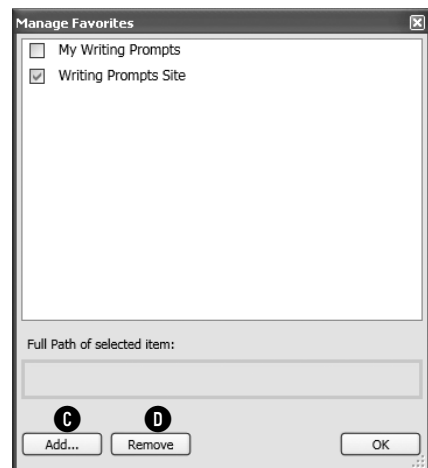 Manage Favorites
My Writing Prompts
Writing Prompts Site
Full Path of selected item:
C D
Add... Remove OK